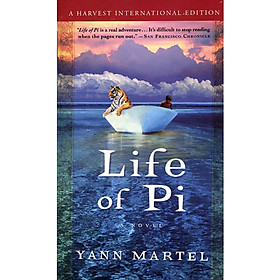 A HARVEST INTERNATIONAL EDITION
"Life of Pi is a real adventure . . . It's difficult to stop reading
when the pages run out." —San Francisco Chronicle
Life
of Pi
A NOVEL
YANN MARTEL